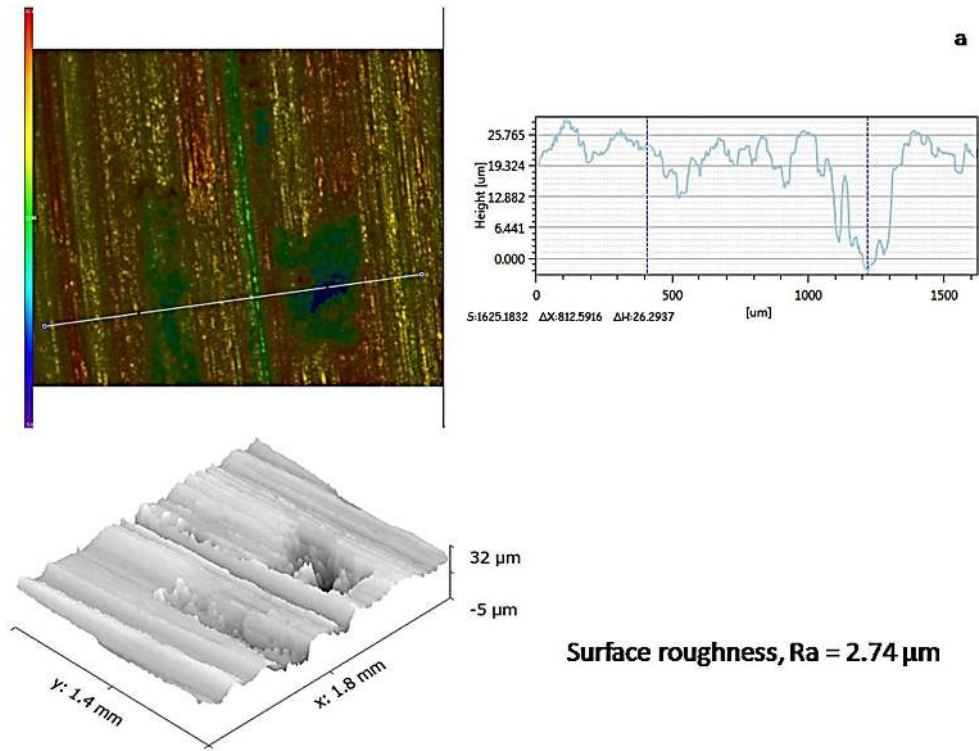 a
25.765
19.324
12.882
6.441
0.000
Height [um]
0
500
1000
1500
[um]
S:1625.1832 ΔX:812.5916 ΔH:26.2937
32 µm
-5 µm
y: 1.4 mm
x: 1.8 mm
Surface roughness, Ra = 2.74 µm